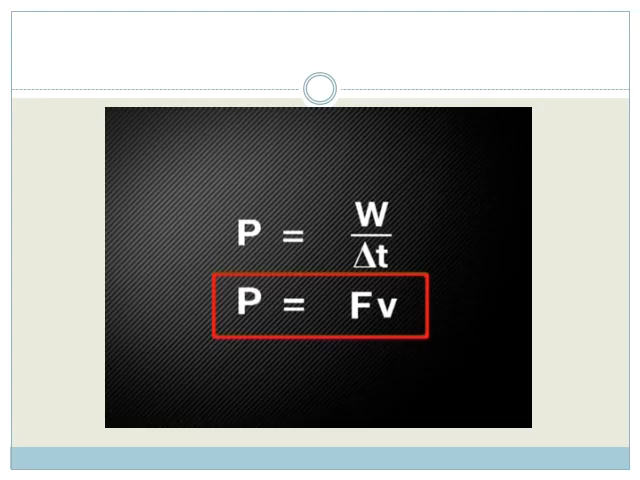 P = W/Δt
P = Fv